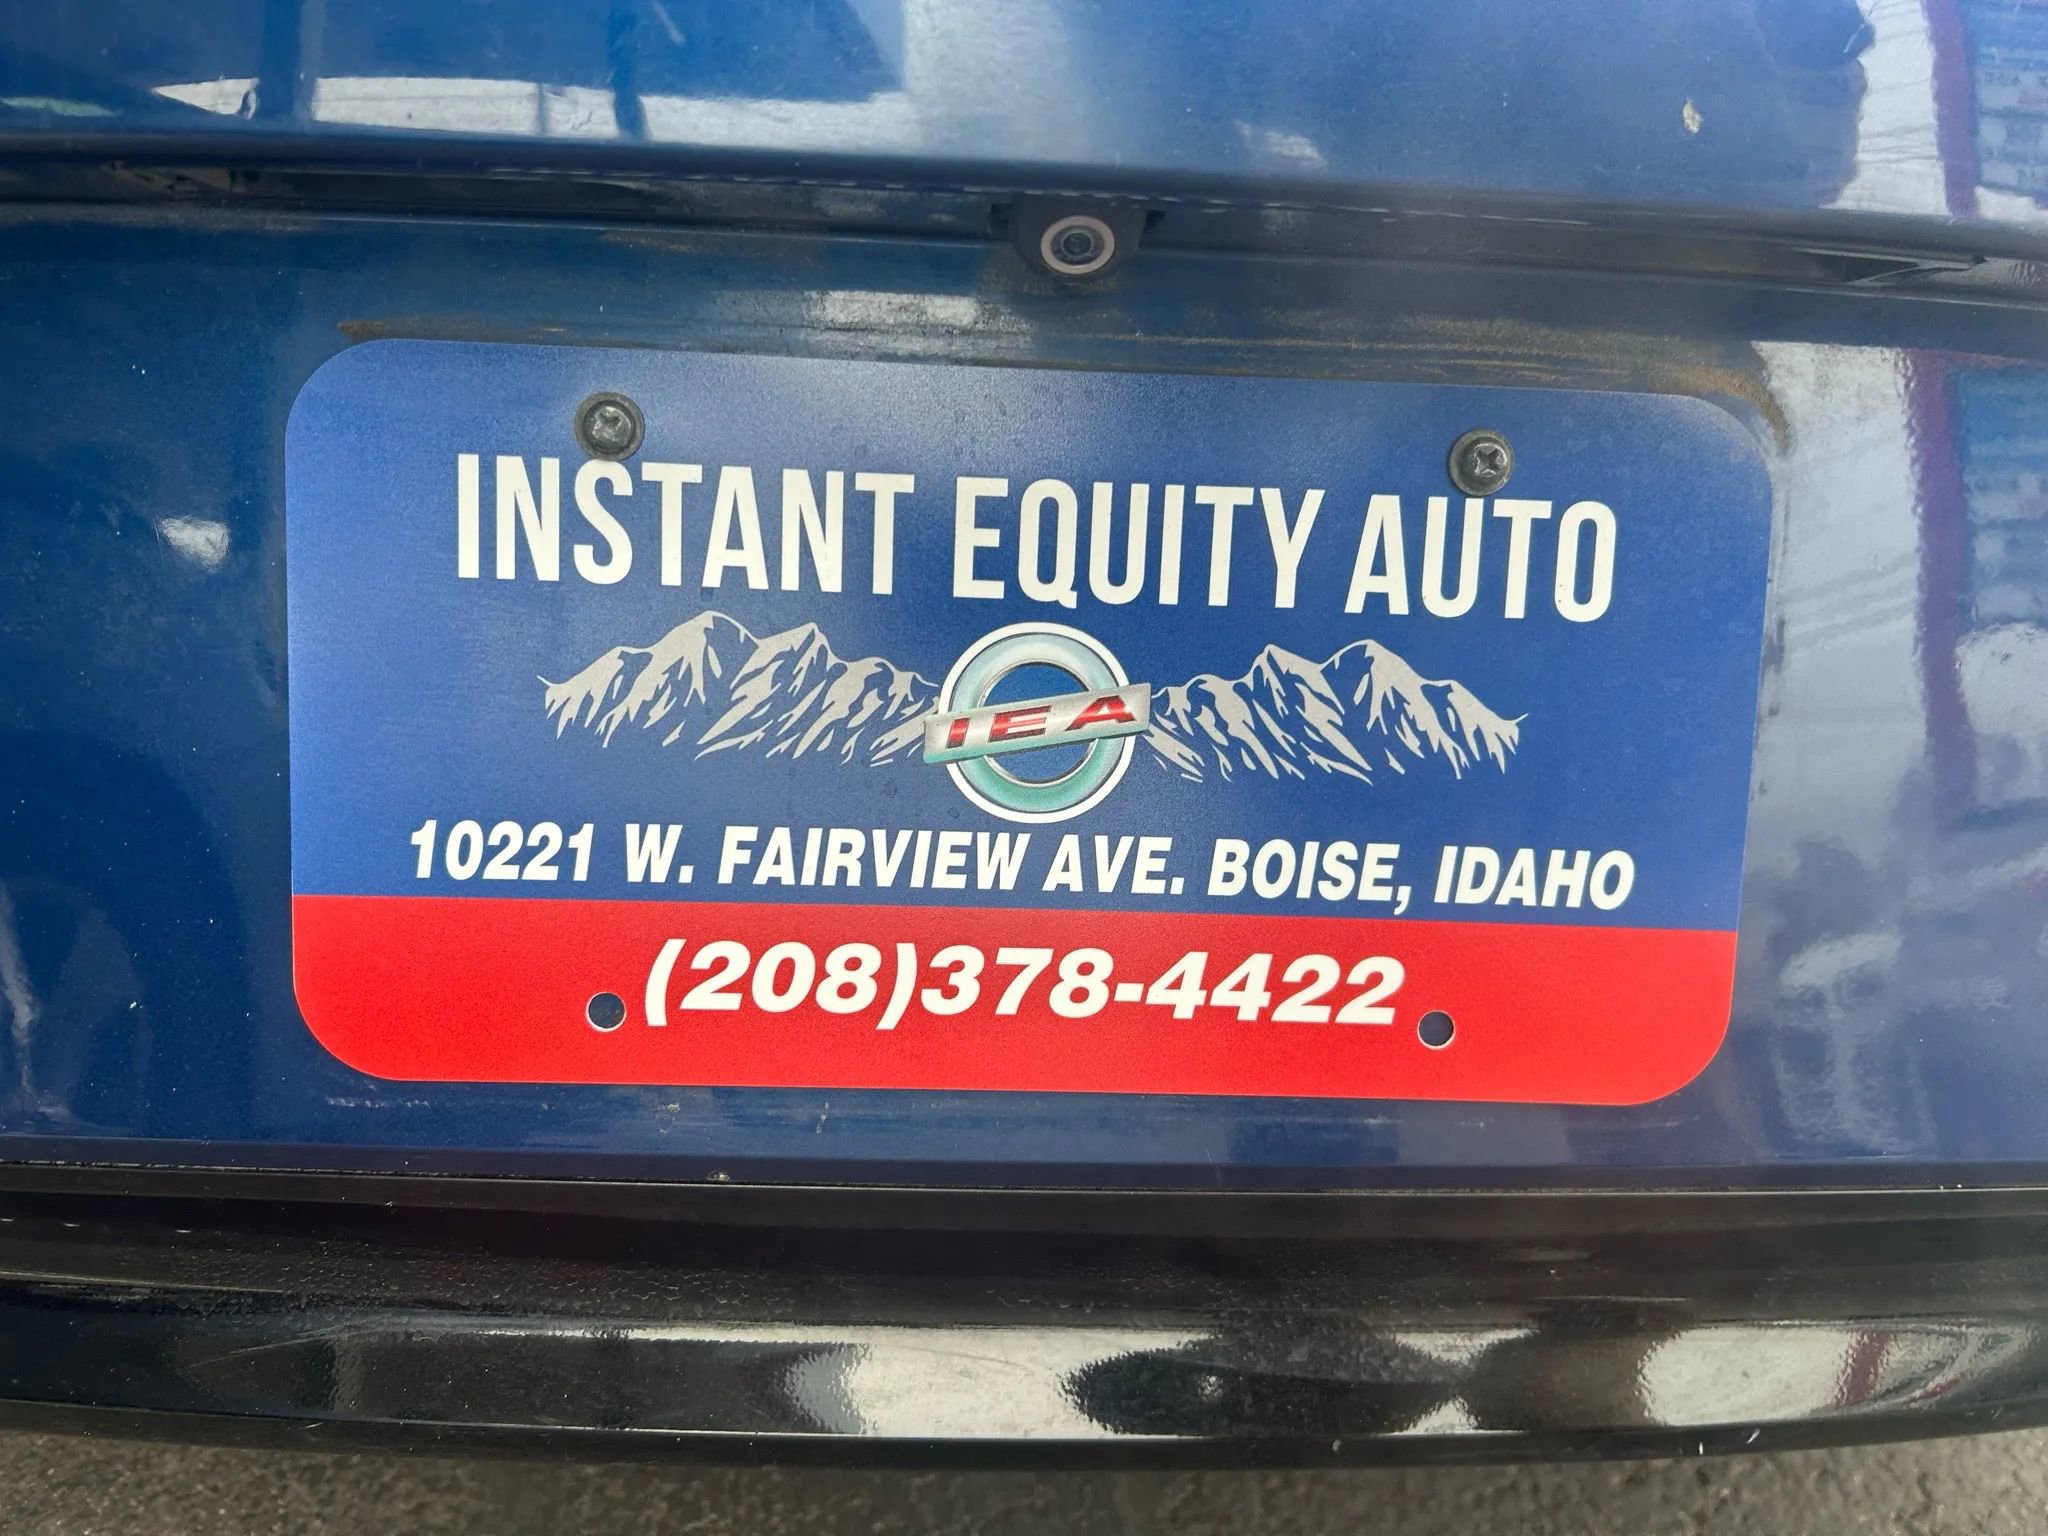 INSTANT EQUITY AUTO
IEA
10221 W. FAIRVIEW AVE. BOISE, IDAHO
(208)378-4422